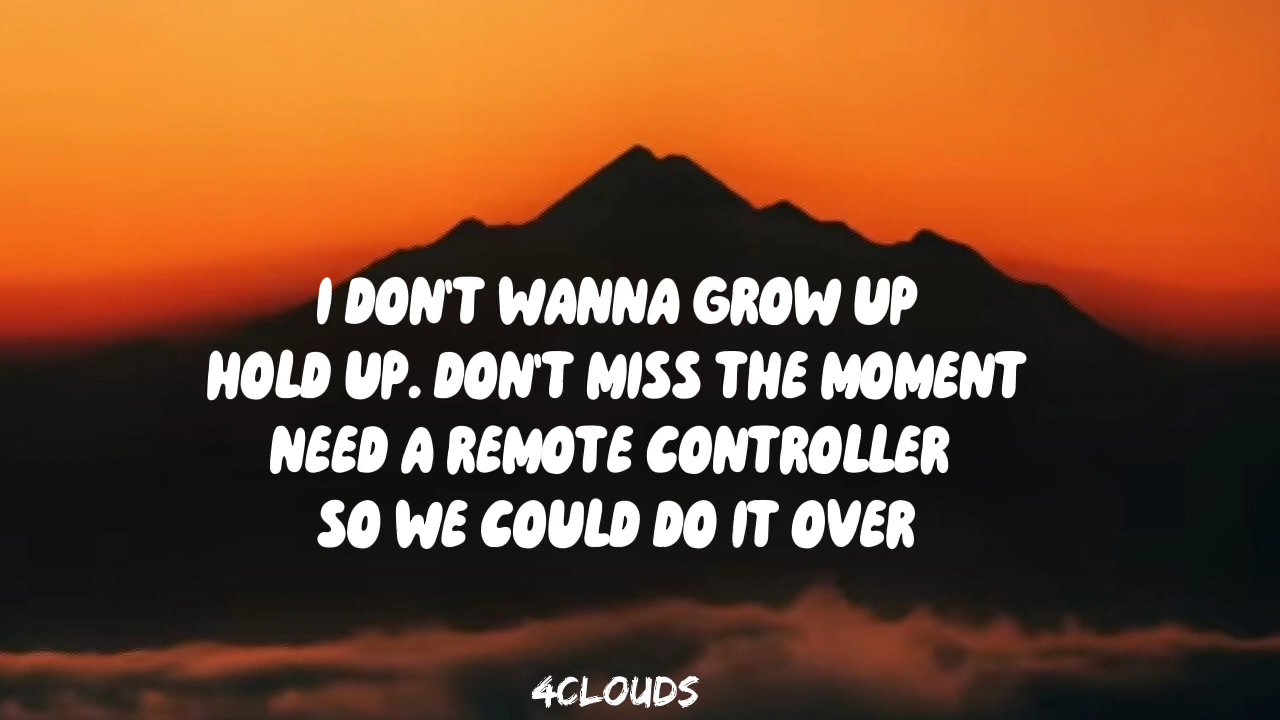 I DON'T WANNA GROW UP
HOLD UP. DON'T MISS THE MOMENT
NEED A REMOTE CONTROLLER
SO WE COULD DO IT OVER
4CLOUDS